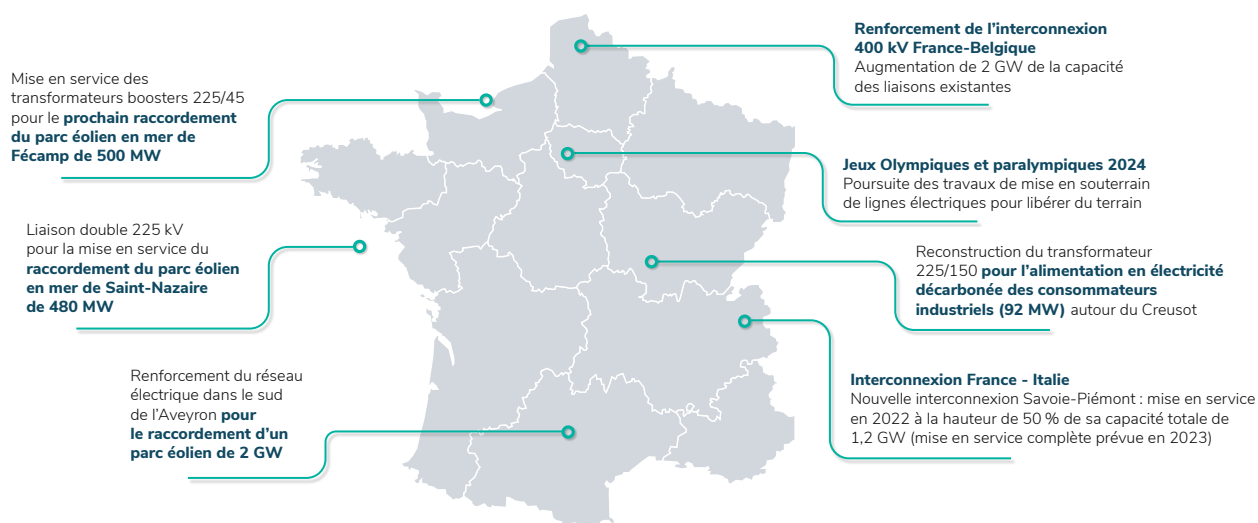 Mise en service des
transformateurs boosters 225/45
pour le prochain raccordement
du parc éolien en mer de
Fécamp de 500 MW
Liaison double 225 kV
pour la mise en service du
raccordement du parc éolien
en mer de Saint-Nazaire
de 480 MW
Renforcement du réseau
électrique dans le sud
de l’Aveyron pour
le raccordement d’un
parc éolien de 2 GW
Renforcement de l’interconnexion
400 kV France-Belgique
Augmentation de 2 GW de la capacité
des liaisons existantes
Jeux Olympiques et paralympiques 2024
Poursuite des travaux de mise en souterrain
de lignes électriques pour libérer du terrain
Reconstruction du transformateur
225/150 pour l’alimentation en électricité
décarbonée des consommateurs
industriels (92 MW) autour du Creusot
Interconnexion France - Italie
Nouvelle interconnexion Savoie-Piémont : mise en service
en 2022 à la hauteur de 50 % de sa capacité totale de
1,2 GW (mise en service complète prévue en 2023)